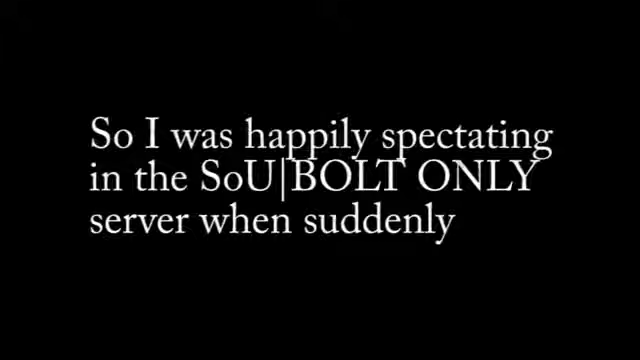 So I was happily spectating
in the SoU|BOLT ONLY
server when suddenly